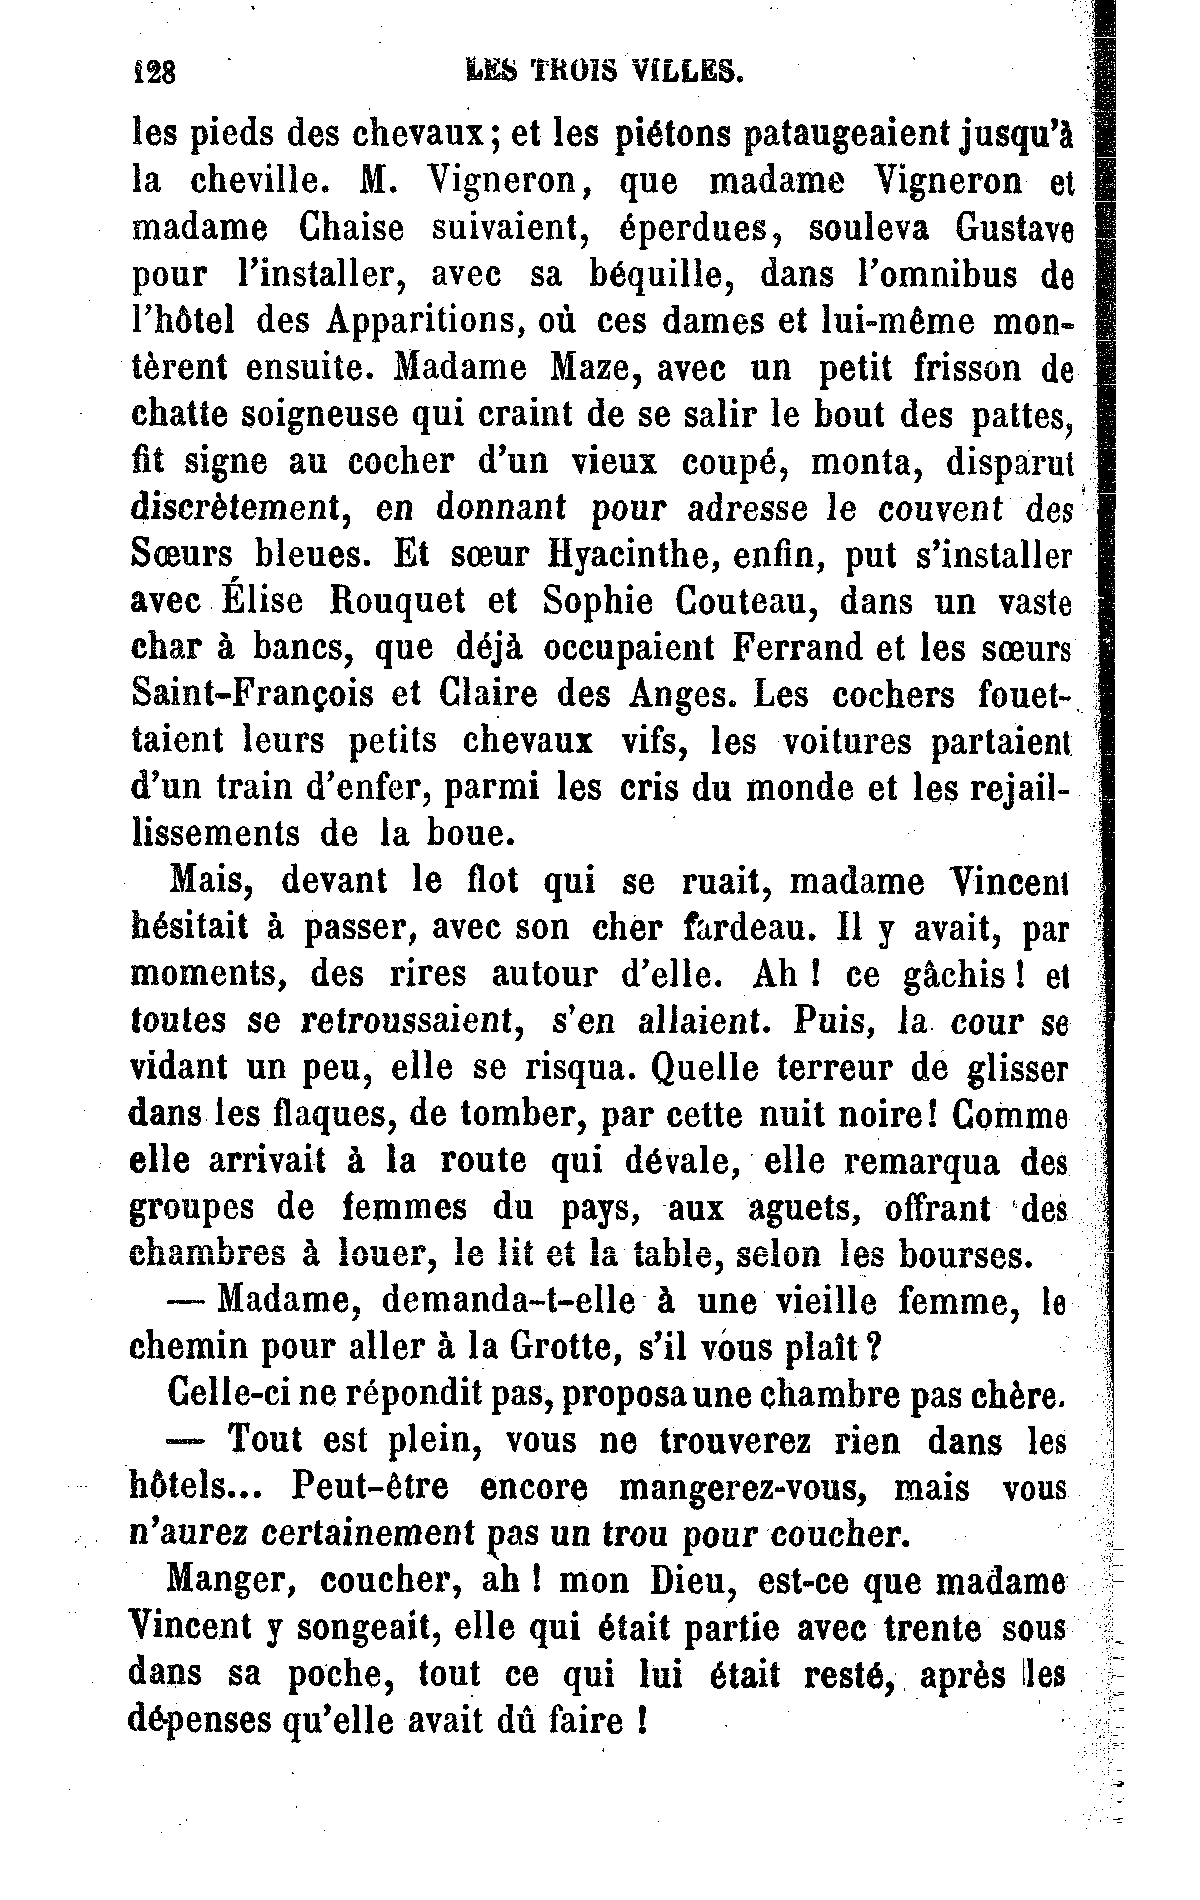 128 LES TROIS VILLES.
les pieds des chevaux; et les piétons pataugeaient jusqu'à
la cheville. M. Vigneron, que madame Vigneron et
madame Chaise suivaient, éperdues, souleva Gustave
pour l'installer, avec sa béquille, dans l'omnibus de
l'hôtel des Apparitions, où ces dames et lui-même mon-
tèrent ensuite. Madame Maze, avec un petit frisson de
chatte soigneuse qui craint de se salir le bout des pattes,
fit signe au cocher d'un vieux coupé, monta, disparut
discrètement, en donnant pour adresse le couvent des
Sœurs bleues. Et sœur Hyacinthe, enfin, put s'installer
avec Élise Rouquet et Sophie Couteau, dans un vaste
char à bancs, que déjà occupaient Ferrand et les sœurs
Saint-François et Claire des Anges. Les cochers fouet-
taient leurs petits chevaux vifs, les voitures partaient
d'un train d'enfer, parmi les cris du monde et les rejail-
lissements de la boue.
Mais, devant le flot qui se ruait, madame Vincent
hésitait à passer, avec son cher fardeau. Il y avait, par
moments, des rires autour d'elle. Ah ! ce gâchis ! et
toutes se retroussaient, s'en allaient. Puis, la cour se
vidant un peu, elle se risqua. Quelle terreur de glisser
dans les flaques, de tomber, par cette nuit noire! Comme
elle arrivait à la route qui dévale, elle remarqua des
groupes de femmes du pays, aux aguets, offrant des
chambres à louer, le lit et la table, selon les bourses.
— Madame, demanda-t-elle à une vieille femme, le
chemin pour aller à la Grotte, s'il vous plaît ?
Celle-ci ne répondit pas, proposa une chambre pas chère.
— Tout est plein, vous ne trouverez rien dans les
hôtels... Peut-être encore mangerez-vous, mais vous
n'aurez certainement pas un trou pour coucher.
Manger, coucher, ah ! mon Dieu, est-ce que madame
Vincent y songeait, elle qui était partie avec trente sous
dans sa poche, tout ce qui lui était resté, après les
dépenses qu'elle avait dû faire !